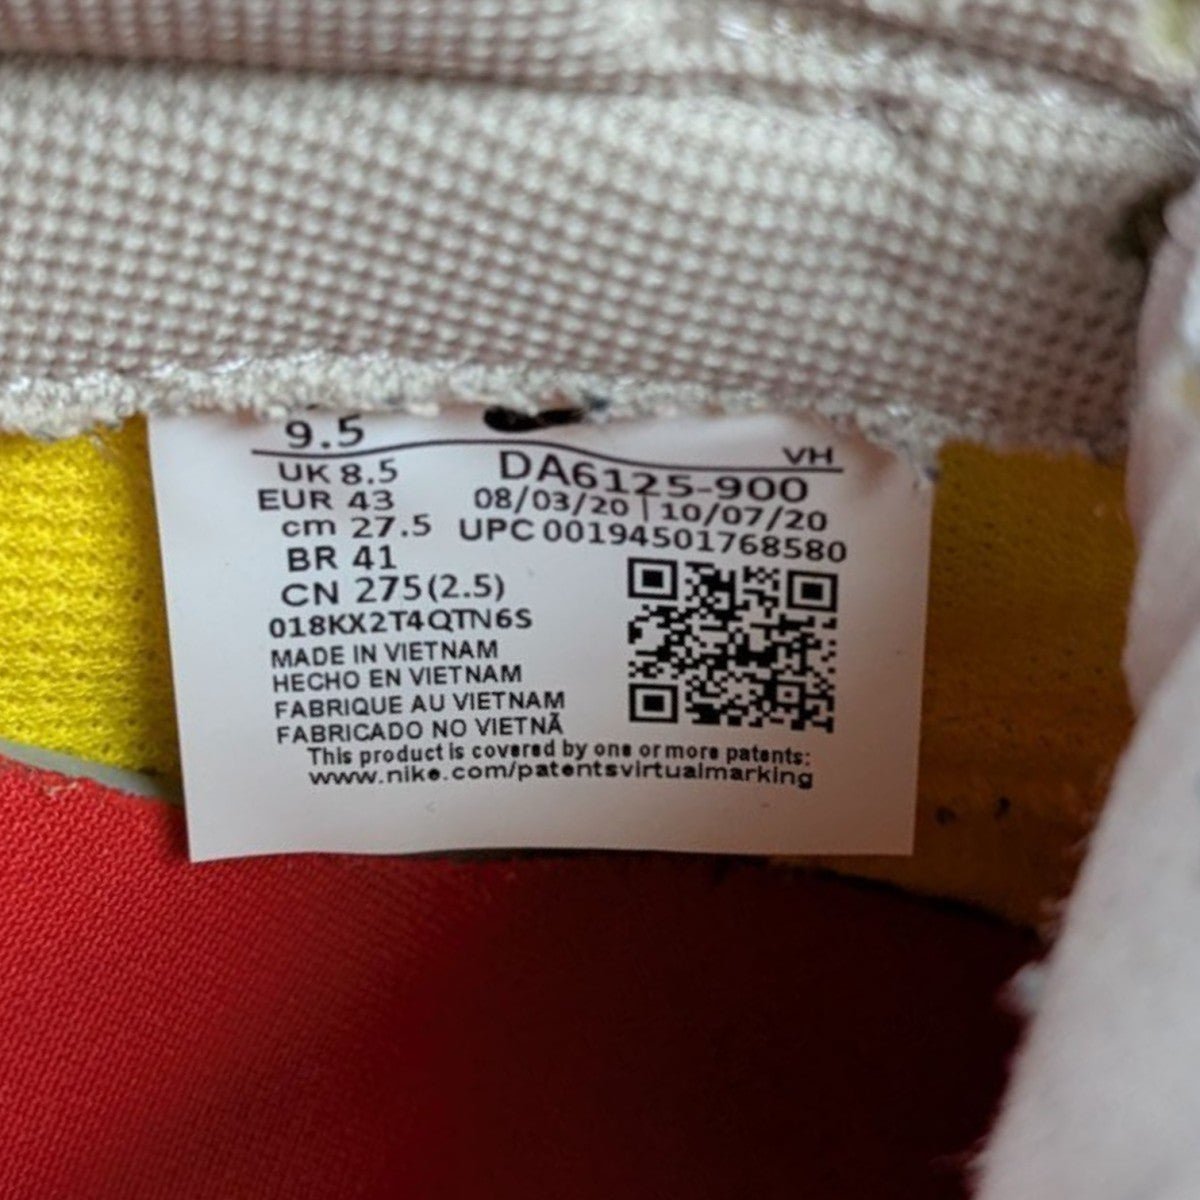 9.5
VH
UK 8.5
DA6125-900
EUR 43
08/03/20 | 10/07/20
cm 27.5
UPC 001945017 68580
BR 41
CN 275(2.5)
018KX2T4QTN6S
MADE IN VIETNAM
HECHO EN VIETNAM
FABRIQUE AU VIETNAM
FABRICADO NO VIETNÃ
This product is covered by one or more patents:
www.nike.com/patentsvirtualmarking